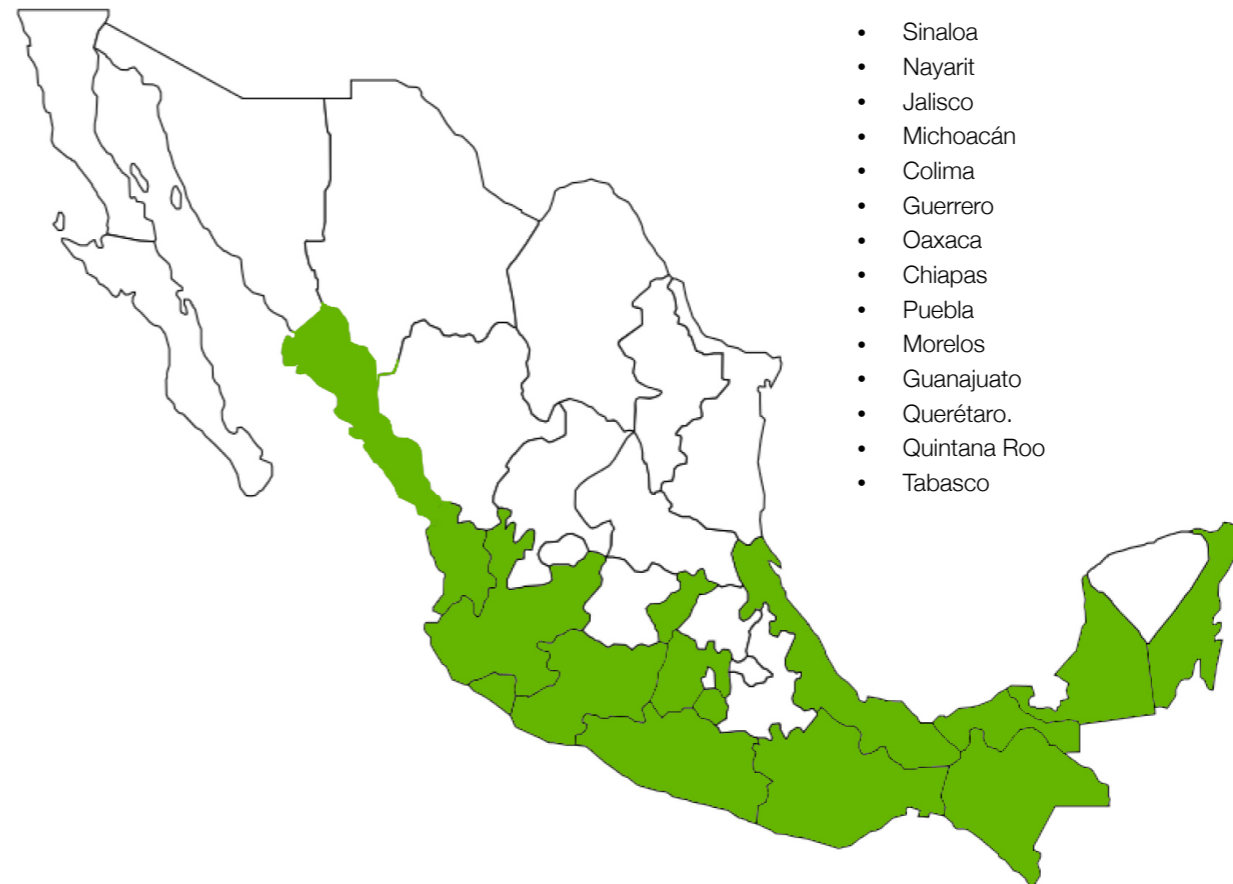 • Sinaloa
• Nayarit
• Jalisco
• Michoacán
• Colima
• Guerrero
• Oaxaca
• Chiapas
• Puebla
• Morelos
• Guanajuato
• Querétaro.
• Quintana Roo
• Tabasco